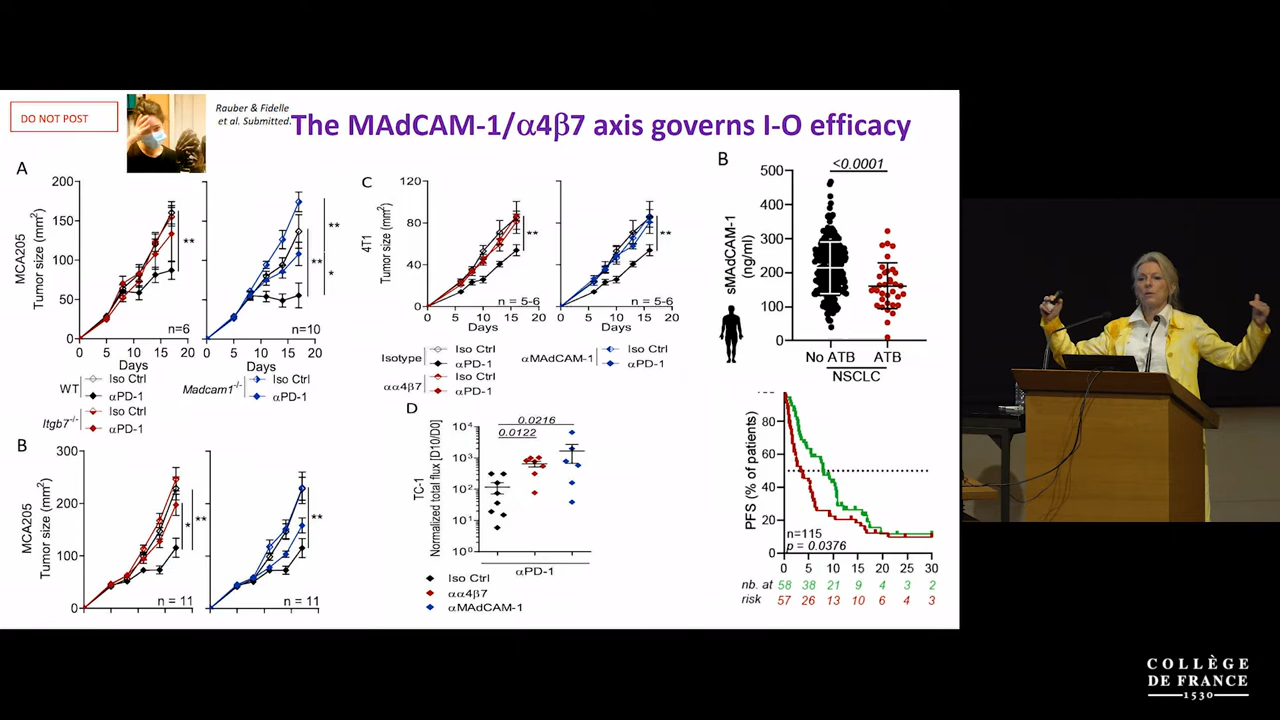 DO NOT POST
Rauber & Fidelle
et al. Submitted.
The MAdCAM-1/α4β7 axis governs I-O efficacy
A
MCA205
Tumor size (mm²)
200
150
100
50
0
0 5 10 15 20
Days
**
n=6
0 5 10 15 20
**
**
*
n=10
WT
Iso Ctrl
αPD-1
Itgb7-/-
Iso Ctrl
αPD-1
Madcam1-/-
Iso Ctrl
αPD-1
B
MCA205
Tumor size (mm²)
300
200
100
0
*
**
n = 11
**
n = 11
C
4T1
Tumor size (mm²)
120
80
40
0
0 5 10 15 20
Days
**
n = 5-6
0 5 10 15 20
Days
**
n = 5-6
Isotype
Iso Ctrl
αPD-1
αα4β7
Iso Ctrl
αPD-1
αMAdCAM-1
Iso Ctrl
αPD-1
D
TC-1
Normalized total flux [D10/D0]
10⁴
10³
10²
10¹
10⁰
0.0216
0.0122
αPD-1
Iso Ctrl
αα4β7
αMAdCAM-1
B
sMAdCAM-1
(ng/ml)
500
400
300
200
100
0
<0.0001
No ATB ATB
NSCLC
PFS (% of patients)
80
60
40
20
0
n=115
p = 0.0376
0 5 10 15 20 25 30
nb. at
risk
58 38 21 9 4 3 2
57 26 13 10 6 4 3
COLLÈGE
DE FRANCE
1530